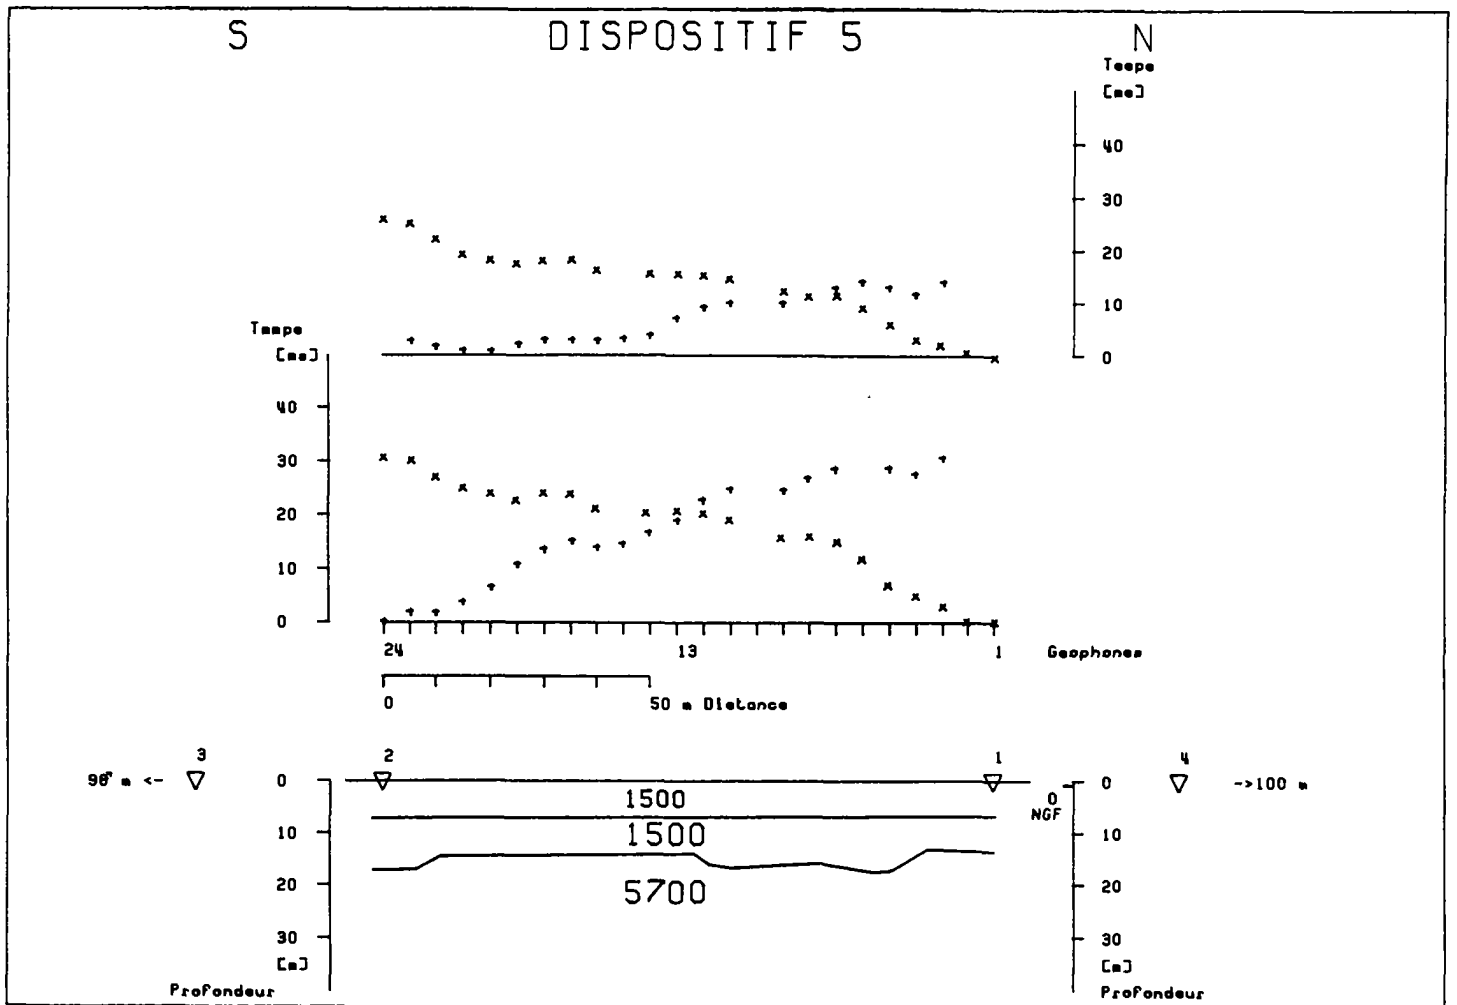 S DISPOSITIF 5 N
Temps
[ms]
40
30
20
10
0
Temps
[ms]
40
30
20
10
0
24 13 1 Geophones
0 50 m Distance
3 2 1 4
m <- 0 0 ->100 m
1500 0
NGF
10 1500 10
20 5700 20
30 30
[m] [m]
Profondeur Profondeur